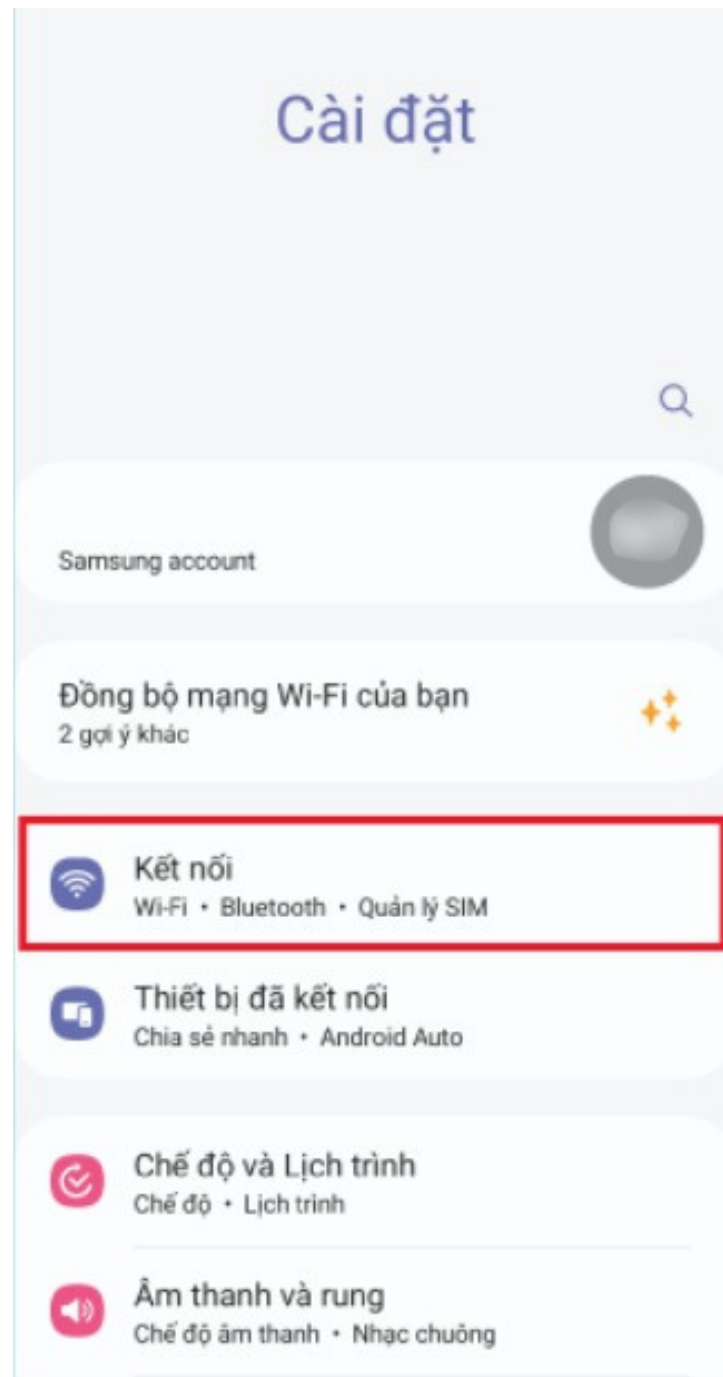 Cài đặt
Samsung account
Đồng bộ mạng Wi-Fi của bạn
2 gợi ý khác
Kết nối
Wi-Fi • Bluetooth • Quản lý SIM
Thiết bị đã kết nối
Chia sẻ nhanh • Android Auto
Chế độ và Lịch trình
Chế độ • Lịch trình
Âm thanh và rung
Chế độ âm thanh • Nhạc chuông